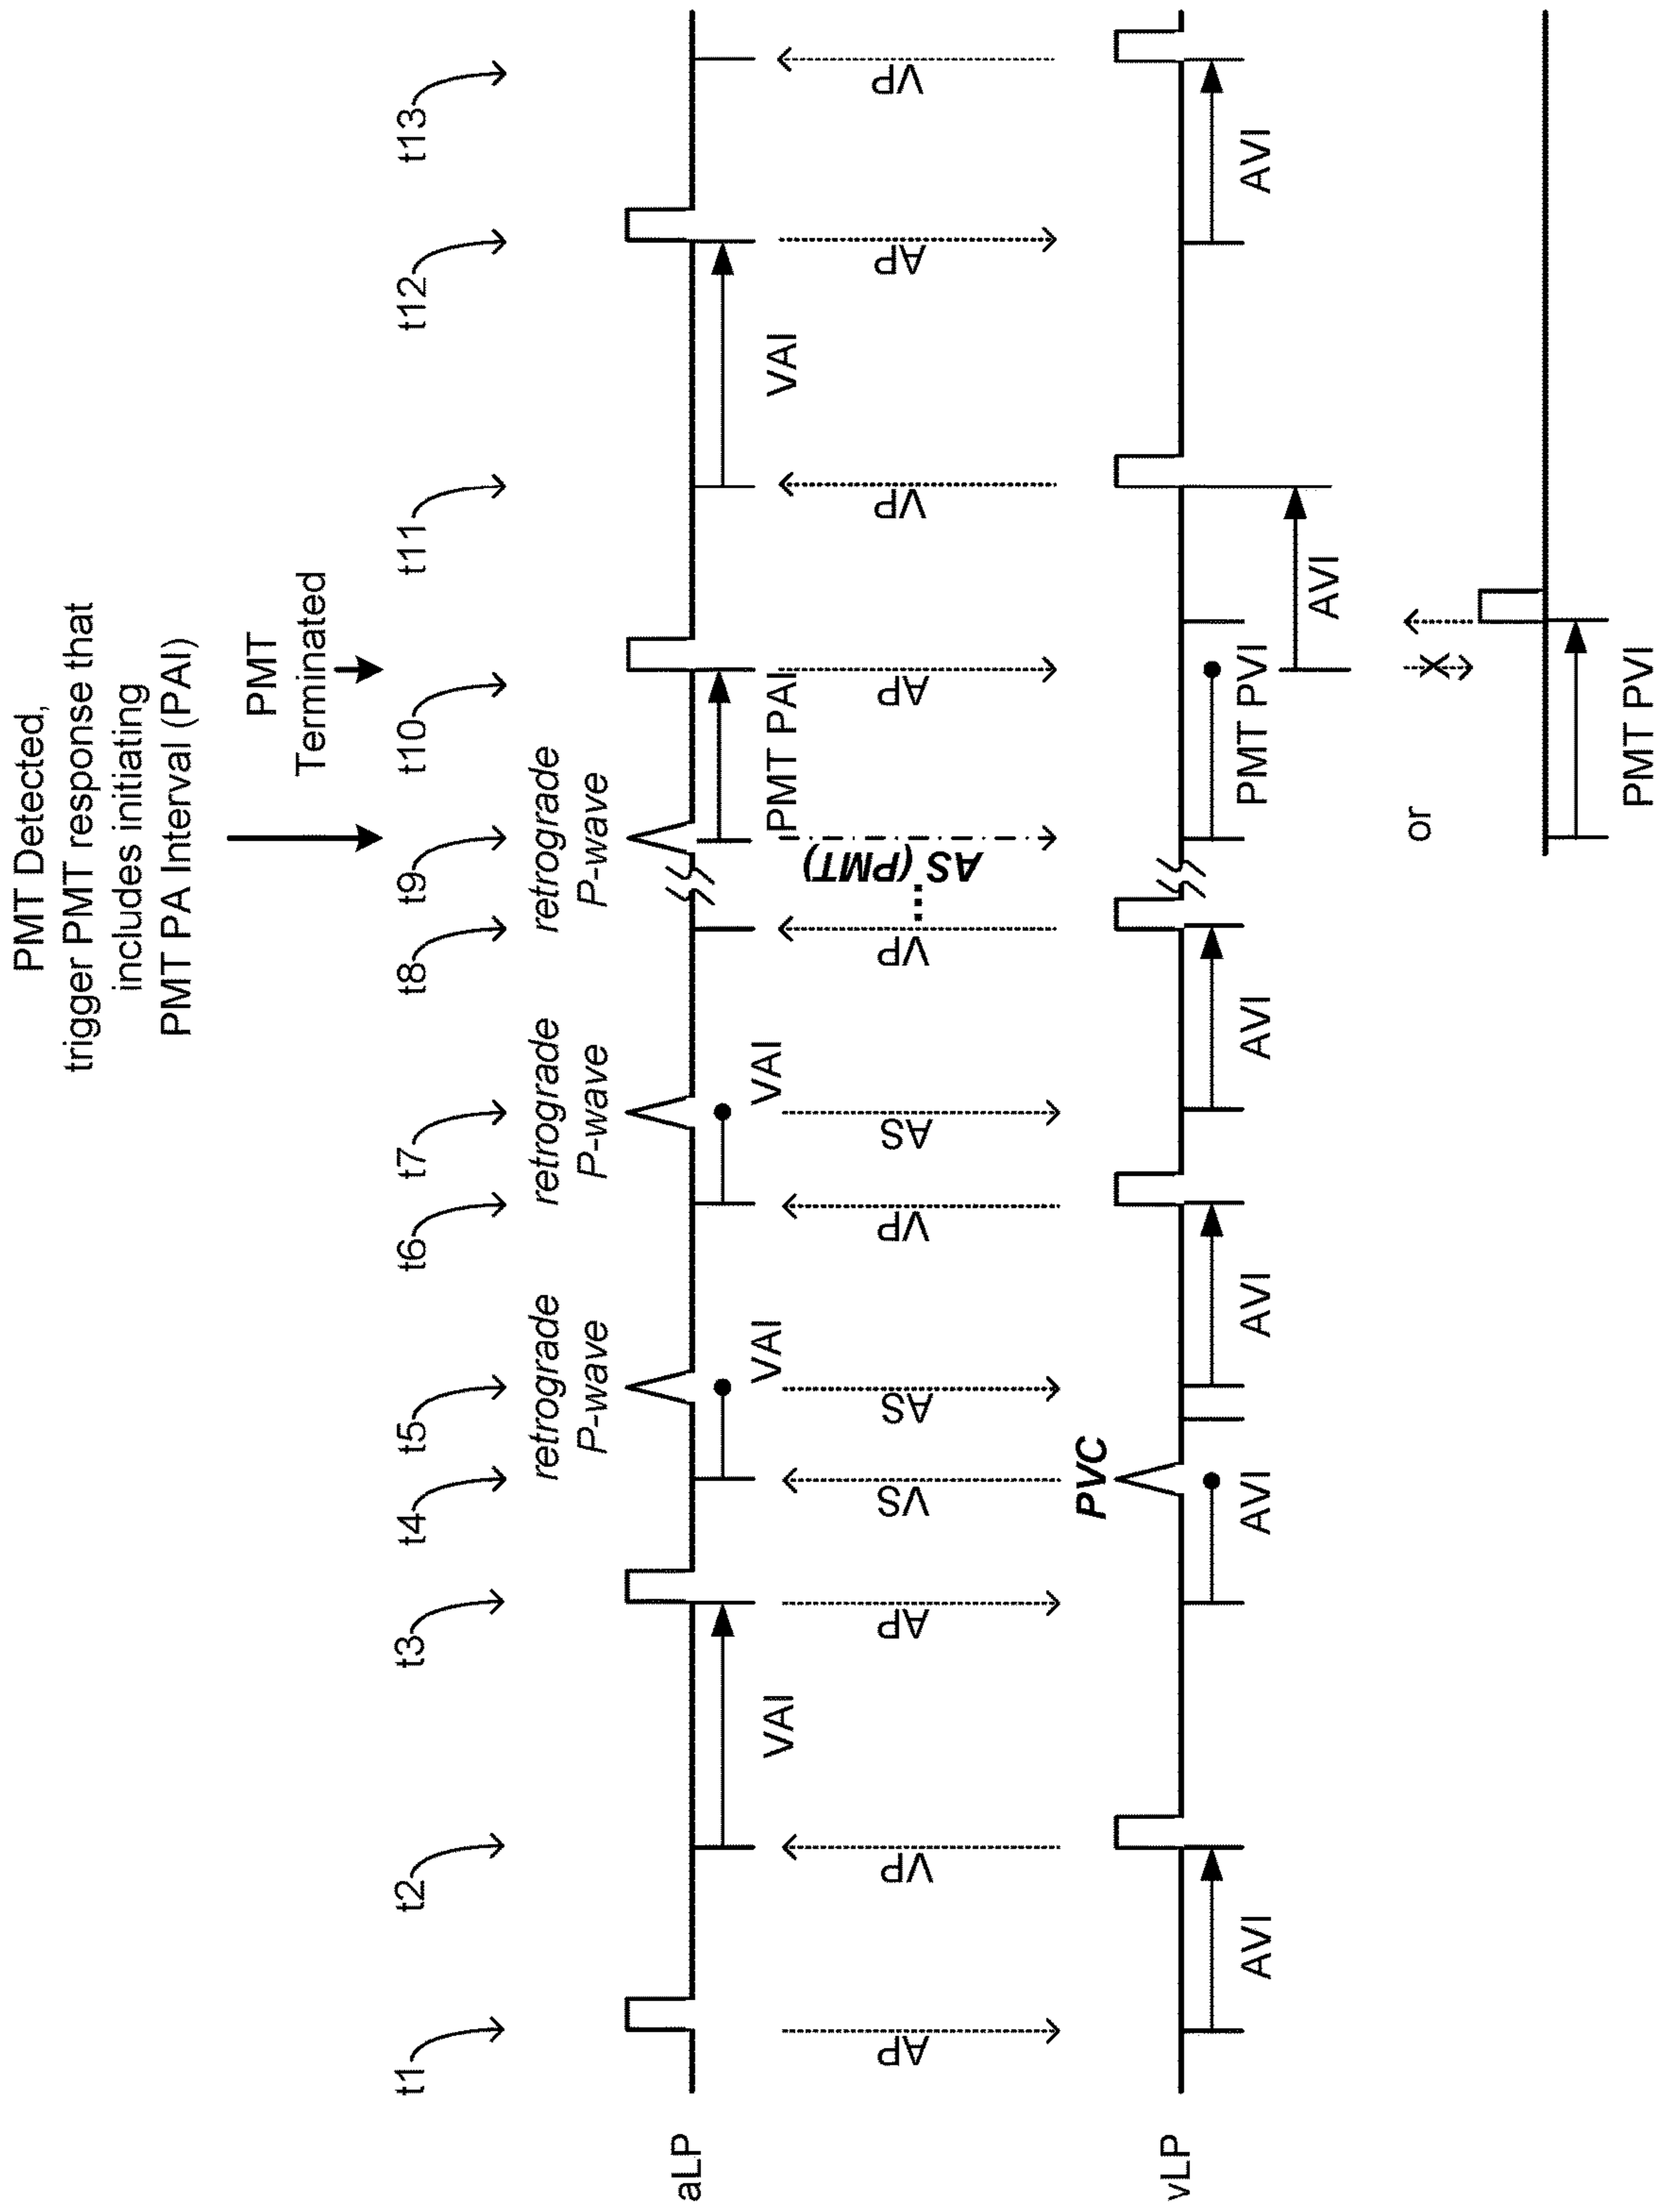 PMT Detected,
trigger PMT response that
includes initiating
PMT PA Interval (PAI)
PMT
Terminated
t1
t2
t3
t4
t5
t6
t7
t8
t9
t10
t11
t12
t13
retrograde
P-wave
retrograde
P-wave
retrograde
P-wave
aLP
VAI
VAI
VAI
PMT PAI
VAI
AP
VP
AP
VS
AS
VP
AS
VP
...
AS (PMT)
AP
VP
AP
VP
PVC
vLP
AVI
AVI
AVI
AVI
PMT PVI
AVI
AVI
or
X
PMT PVI